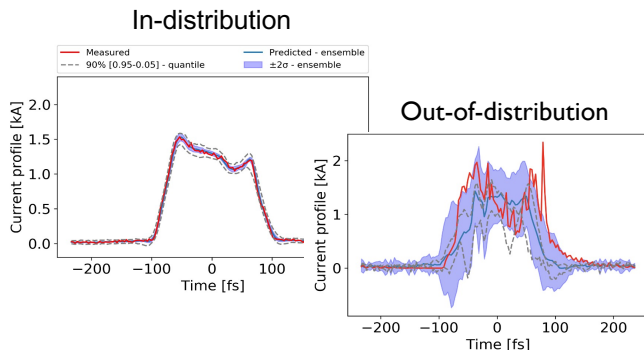 In-distribution
Measured
90% [0.95-0.05] - quantile
Predicted - ensemble
±2σ - ensemble
Current profile [kA]
2.0
1.5
1.0
0.5
0.0
−200
−100
0
100
Time [fs]
Out-of-distribution
Current profile [kA]
2
1
0
−200
−100
0
100
200
Time [fs]